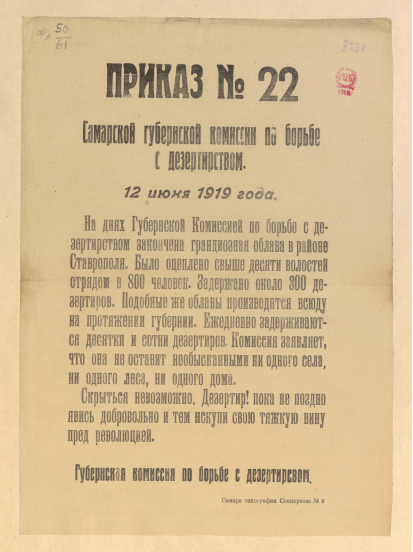 50
61
ПРИКАЗ № 22
Самарской губернской комиссии по борьбе
с дезертирством.
12 июня 1919 года.
На днях Губернской Комиссией по борьбе с де-
зертирством закончена грандиозная облава в районе
Ставрополя. Было оцеплено свыше десяти волостей
отрядом в 800 человек. Задержано около 300 де-
зертиров. Подобные же облавы производятся всюду
на протяжении губернии. Ежедневно задерживают-
ся десятки и сотни дезертиров. Комиссия заявляет,
что она не оставит необысканными ни одного села,
ни одного леса, ни одного дома.
Скрыться невозможно. Дезертир! пока не поздно
явись добровольно и тем искупи свою тяжкую вину
пред революцией.
Губернская комиссия по борьбе с дезертирсвом.
Самара типография Совнархоза № 3